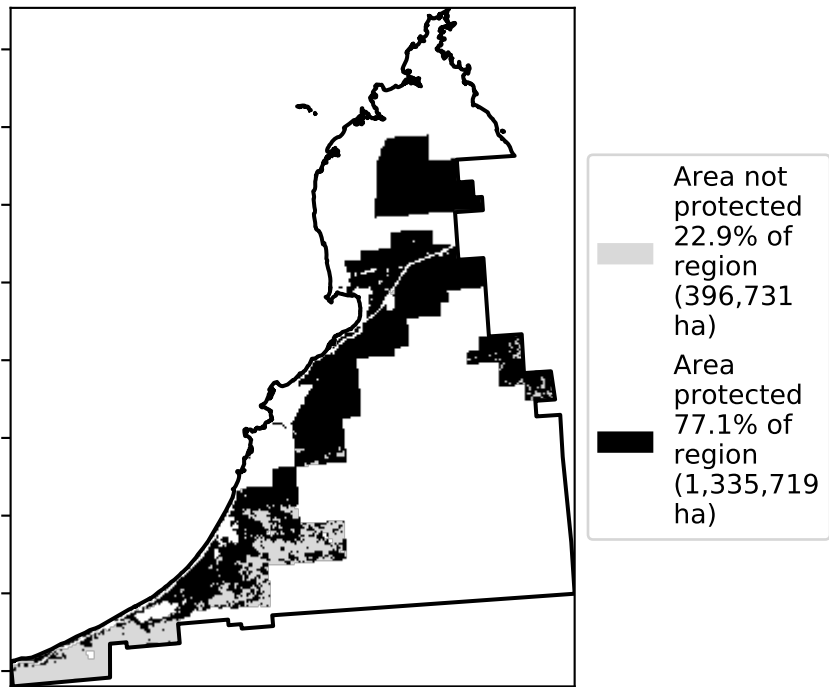 Area not
protected
22.9% of
region
(396,731
ha)
Area
protected
77.1% of
region
(1,335,719
ha)